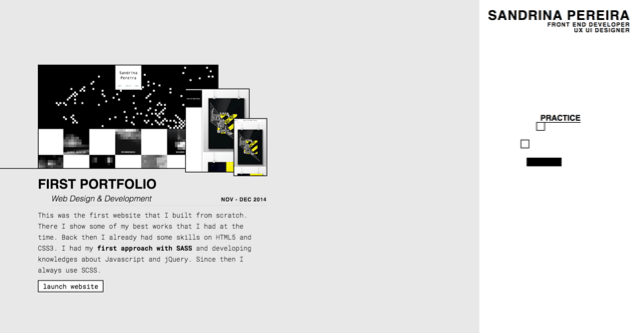 SANDRINA PEREIRA
FRONT END DEVELOPER
UX UI DESIGNER
Sandrina
Pereira
PRACTICE
FIRST PORTFOLIO
Web Design & Development
NOV - DEC 2014
This was the first website that I built from scratch.
There I show some of my best works that I had at the
time. Back then I already had some skills on HTML5 and
CSS3. I had my first approach with SASS and developing
knowledges about Javascript and jQuery. Since then I
always use SCSS.
launch website